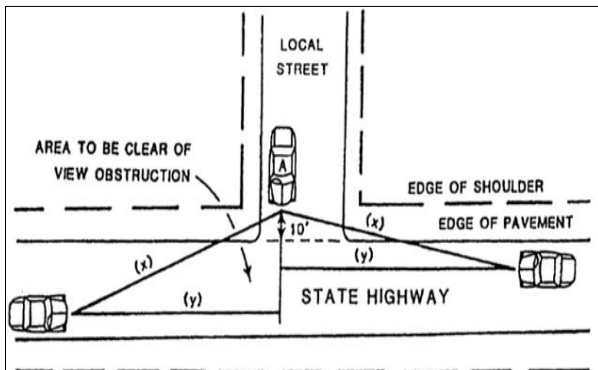 LOCAL
STREET
AREA TO BE CLEAR OF
VIEW OBSTRUCTION
A
EDGE OF SHOULDER
EDGE OF PAVEMENT
10'
(x)
(x)
(y)
(y)
STATE HIGHWAY